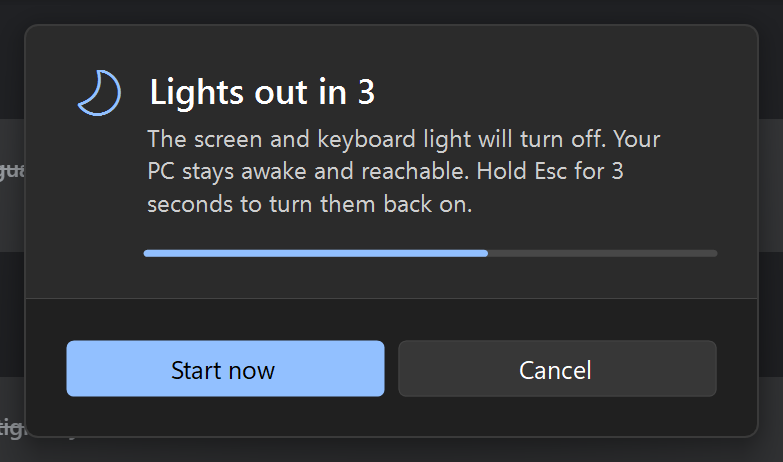 Lights out in 3
The screen and keyboard light will turn off. Your
PC stays awake and reachable. Hold Esc for 3
seconds to turn them back on.
Start now
Cancel